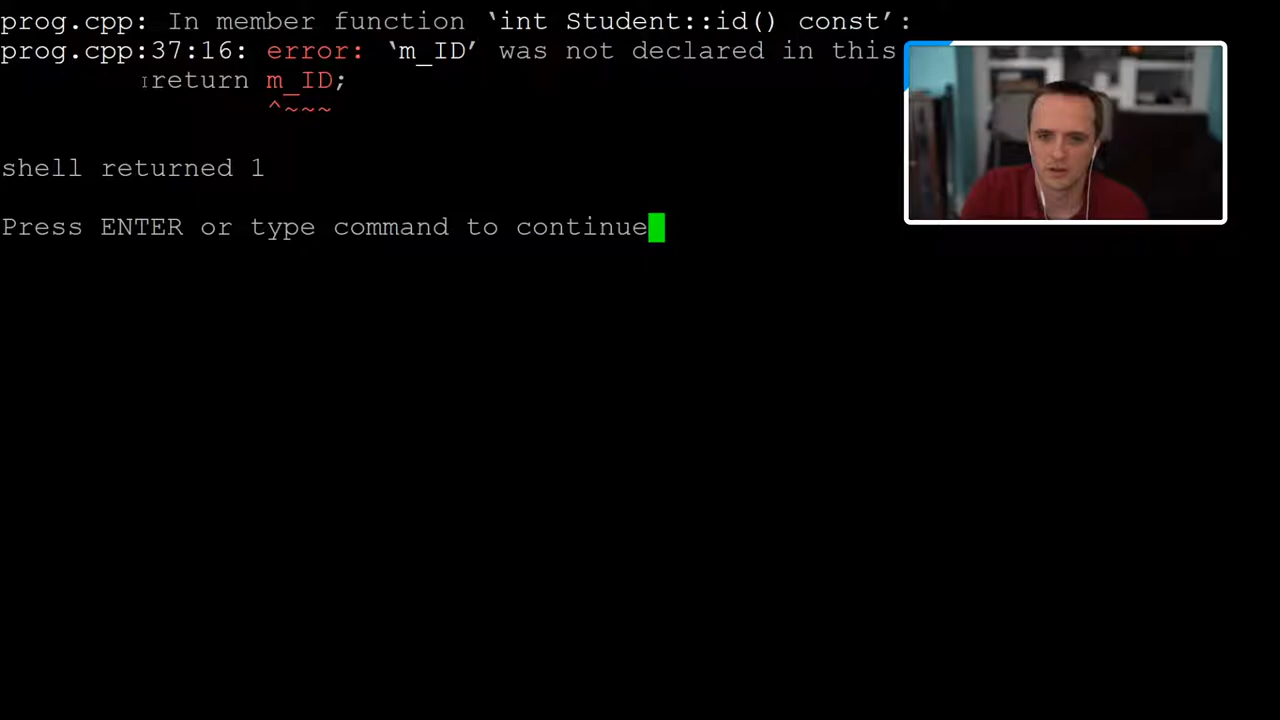 prog.cpp: In member function ‘int Student::id() const’:
prog.cpp:37:16: error: ‘m_ID’ was not declared in this
return m_ID;
^~~~
shell returned 1
Press ENTER or type command to continue